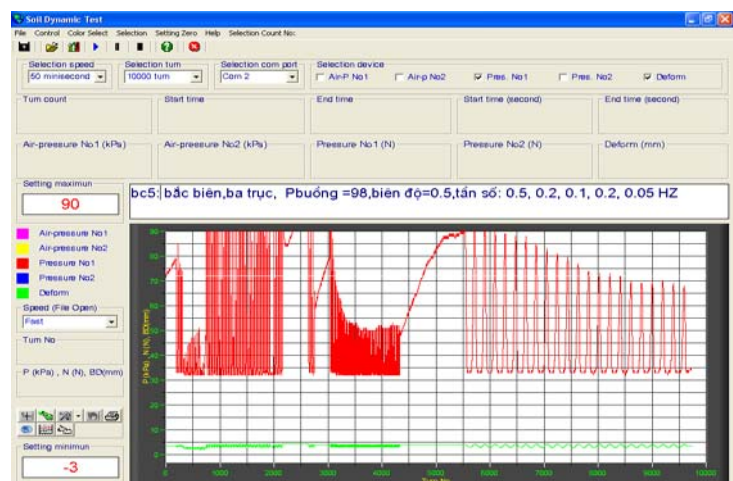 Soil Dynamic Test
File Control Color Select Selection Setting Zero Help Selection Count No:
Selection speed Selection turn Selection com port Selection device
50 minisecond 10000 turn Com 2 Air-P No1 Air-p No2 Pres. No1 Pres. No2 Deform
Turn count Start time End time Start time (second) End time (second)
Air-pressure No1 (kPa) Air-pressure No2 (kPa) Pressure No1 (N) Pressure No2 (N) Deform (mm)
Setting maximun
90
bc5: bắc biên,ba trục, Pbuồng =98,biên độ=0.5,tần số: 0.5, 0.2, 0.1, 0.2, 0.05 HZ
Air-pressure No1
Air-pressure No2
Pressure No1
Pressure No2
Deform
Speed (File Open)
Fast
Turn No
P (kPa) , N (N), BD(mm)
Setting minimun
-3
P(kPa), N(N), BD(mm)
90
80
70
60
50
40
30
20
10
0
0 1000 2000 3000 4000 5000 6000 7000 8000 9000 10000
Turn No